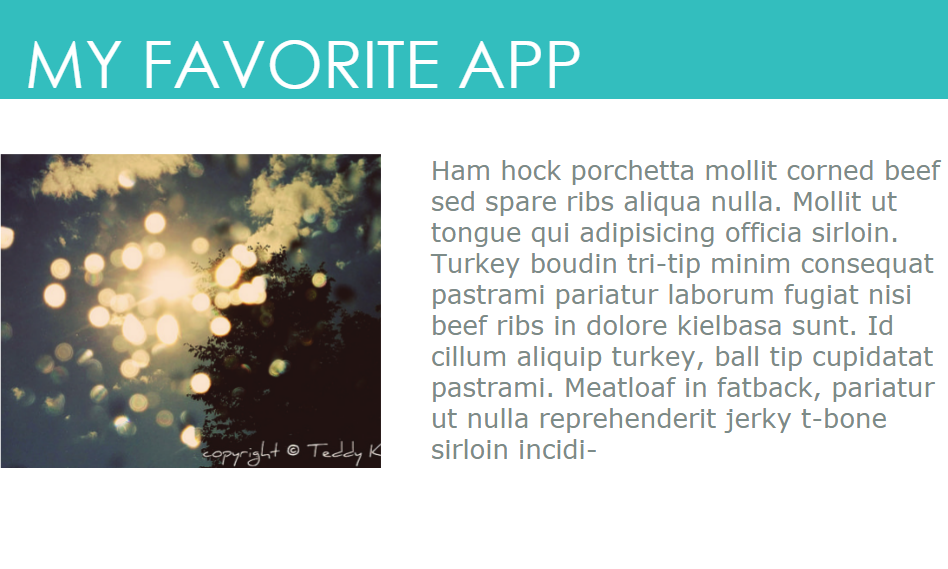 MY FAVORITE APP
Ham hock porchetta mollit corned beef
sed spare ribs aliqua nulla. Mollit ut
tongue qui adipisicing officia sirloin.
Turkey boudin tri-tip minim consequat
pastrami pariatur laborum fugiat nisi
beef ribs in dolore kielbasa sunt. Id
cillum aliquip turkey, ball tip cupidatat
pastrami. Meatloaf in fatback, pariatur
ut nulla reprehenderit jerky t-bone
sirloin incidi-
copyright © Teddy K